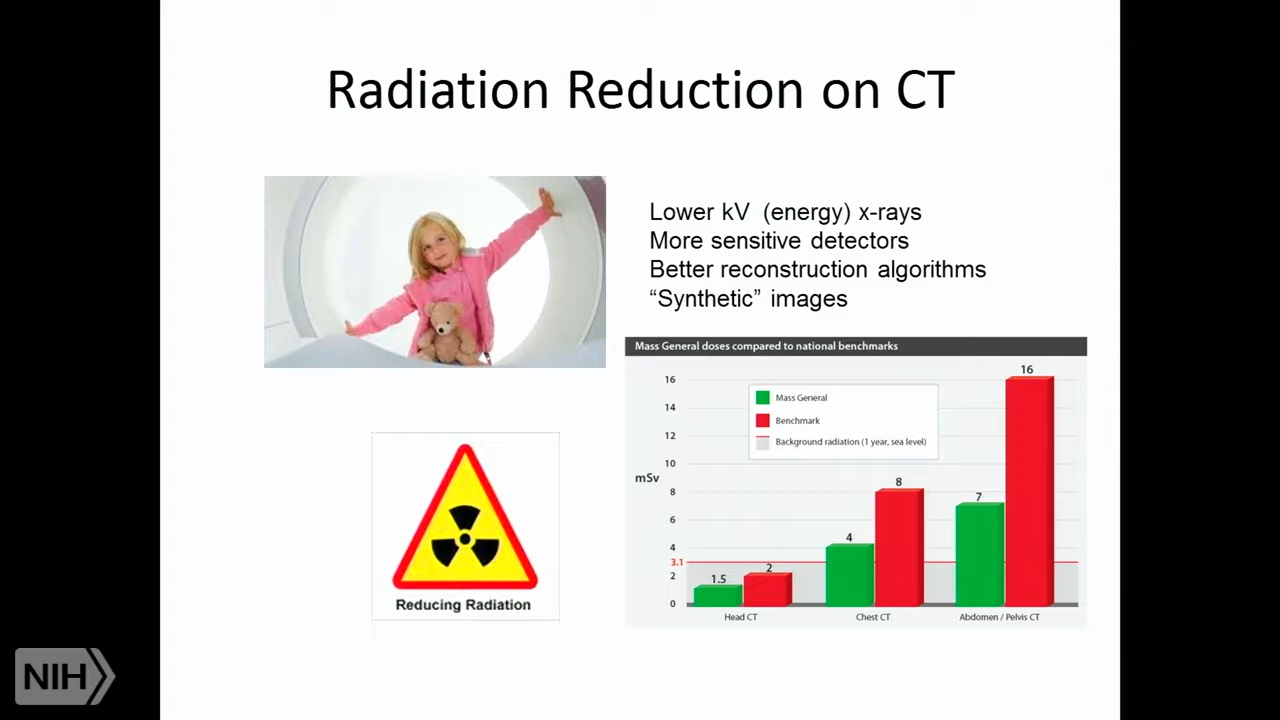 Radiation Reduction on CT
Lower kV (energy) x-rays
More sensitive detectors
Better reconstruction algorithms
“Synthetic” images
Mass General doses compared to national benchmarks
16
14
12
10
8
6
4
3.1
2
0
mSv
Mass General
Benchmark
Background radiation (1 year, sea level)
1.5
2
4
8
7
16
Head CT
Chest CT
Abdomen / Pelvis CT
Reducing Radiation
NIH